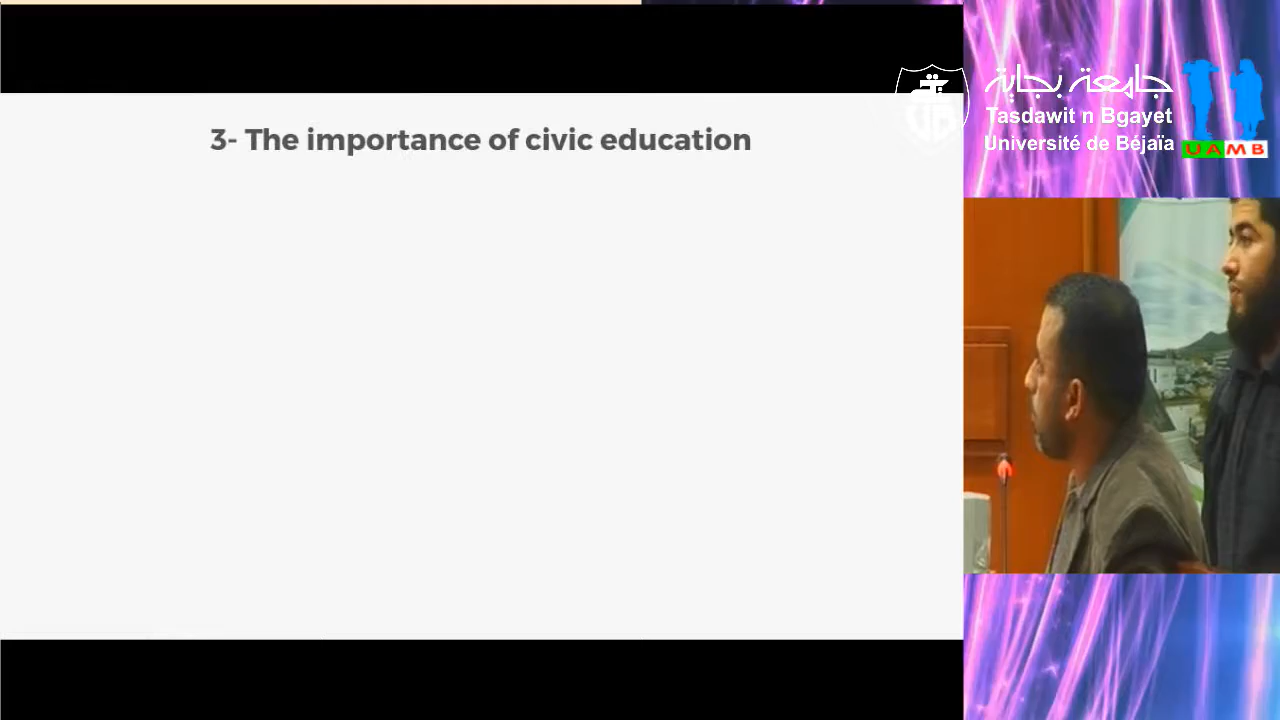 3- The importance of civic education
جامعة بجاية
Tasdawit n Bgayet
Université de Béjaïa
UAMB